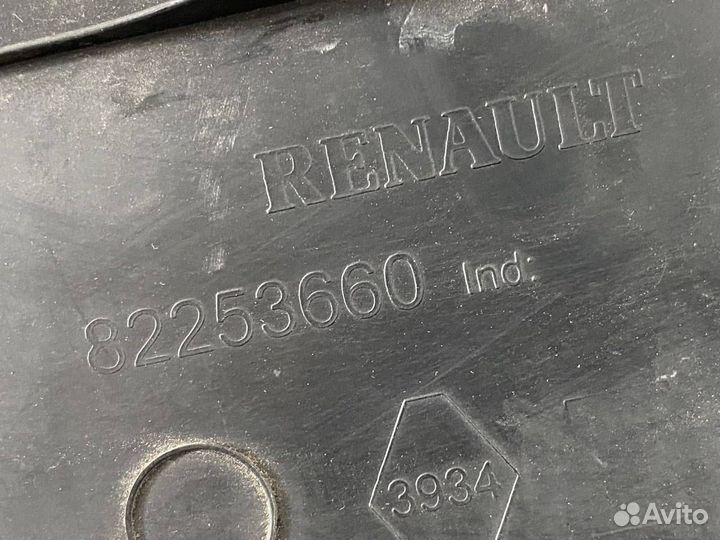 RENAULT
82253660 Ind:
3934
Avito